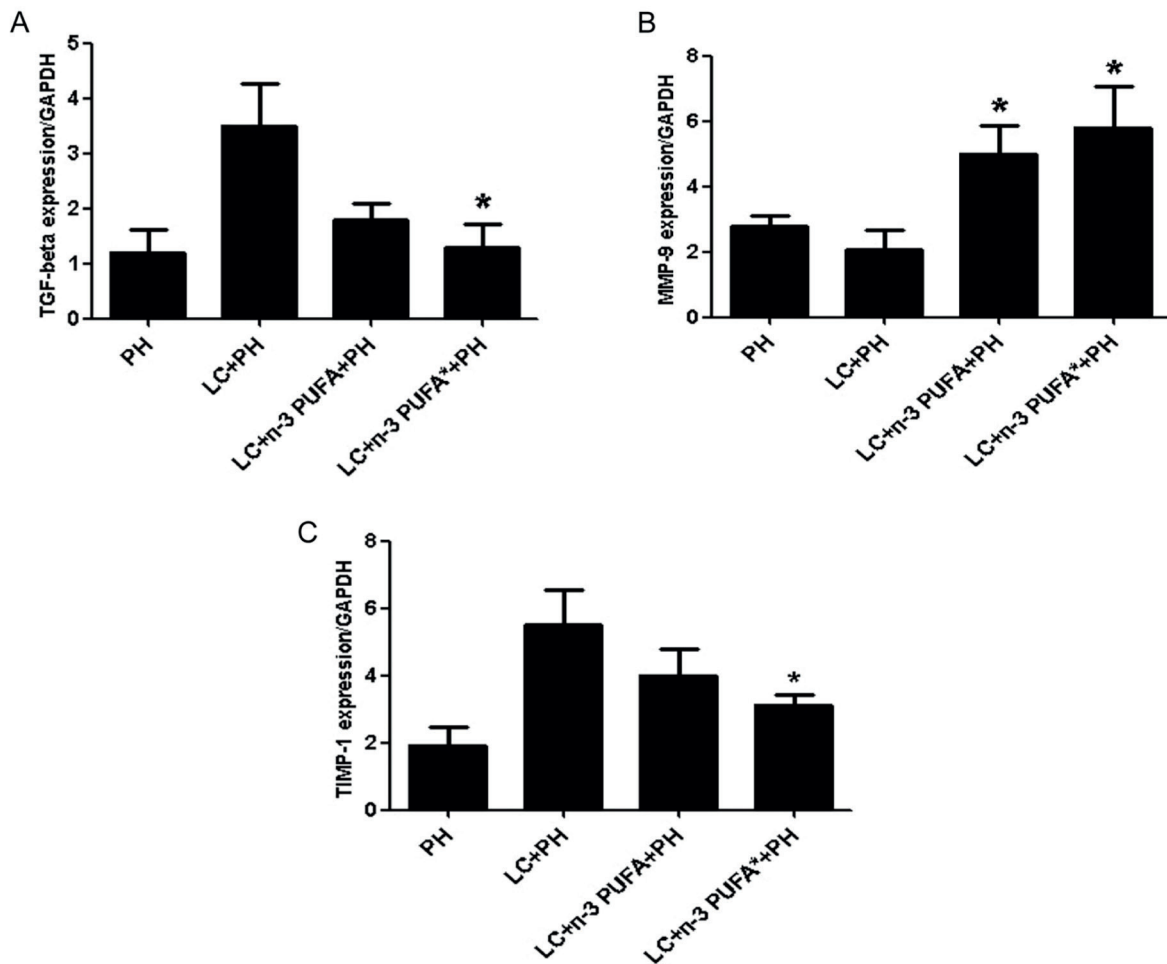 A
TGF-beta expression/GAPDH
5
4
3
2
1
0
*
PH
LC+PH
LC+n-3 PUFA+PH
LC+n-3 PUFA*+PH
B
MMP-9 expression/GAPDH
8
6
4
2
0
*
*
PH
LC+PH
LC+n-3 PUFA+PH
LC+n-3 PUFA*+PH
C
TIMP-1 expression/GAPDH
8
6
4
2
0
*
PH
LC+PH
LC+n-3 PUFA+PH
LC+n-3 PUFA*+PH